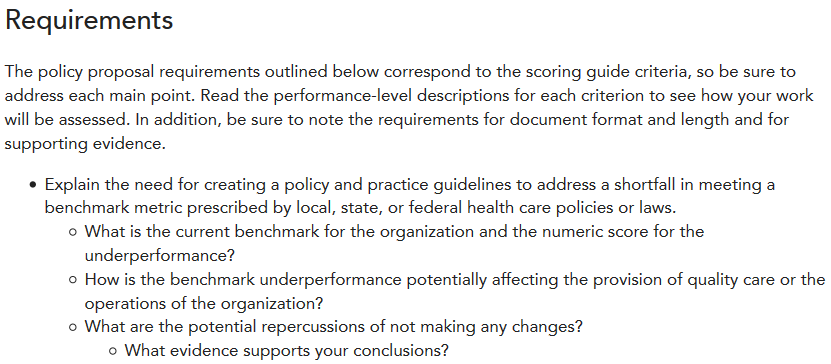 Requirements
The policy proposal requirements outlined below correspond to the scoring guide criteria, so be sure to
address each main point. Read the performance-level descriptions for each criterion to see how your work
will be assessed. In addition, be sure to note the requirements for document format and length and for
supporting evidence.
• Explain the need for creating a policy and practice guidelines to address a shortfall in meeting a
benchmark metric prescribed by local, state, or federal health care policies or laws.
○ What is the current benchmark for the organization and the numeric score for the
underperformance?
○ How is the benchmark underperformance potentially affecting the provision of quality care or the
operations of the organization?
○ What are the potential repercussions of not making any changes?
○ What evidence supports your conclusions?